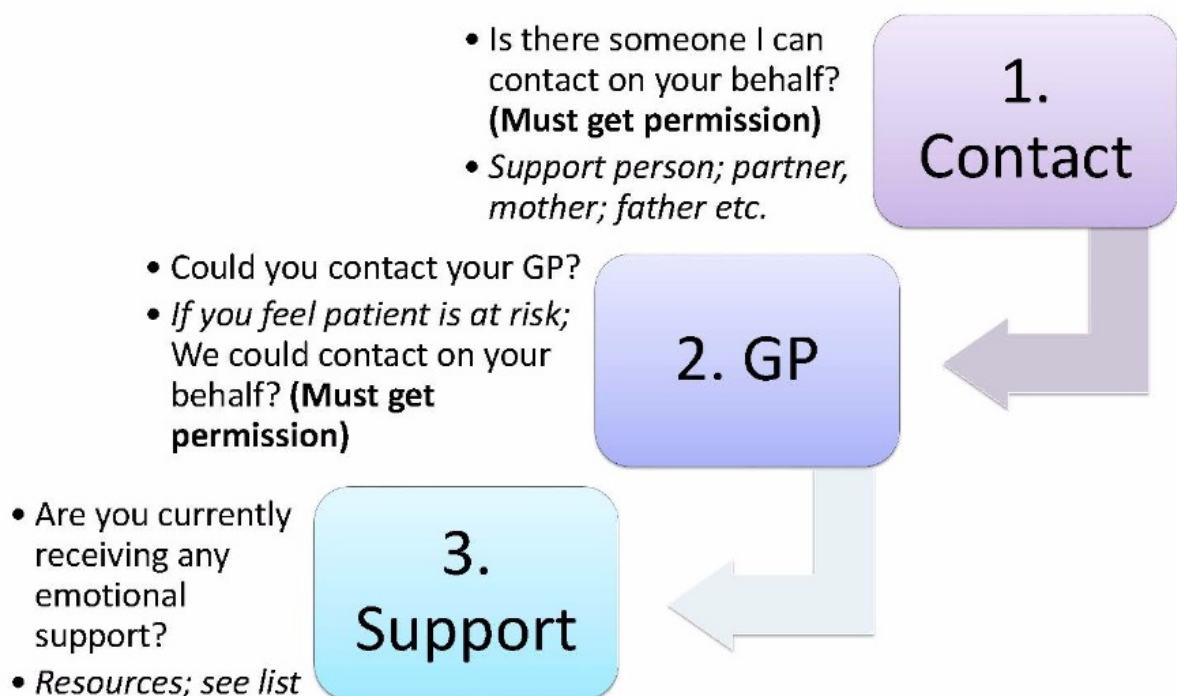 • Is there someone I can
contact on your behalf?
(Must get permission)
• Support person; partner,
mother; father etc.
1.
Contact
• Could you contact your GP?
• If you feel patient is at risk;
We could contact on your
behalf? (Must get
permission)
2. GP
• Are you currently
receiving any
emotional
support?
• Resources; see list
3.
Support